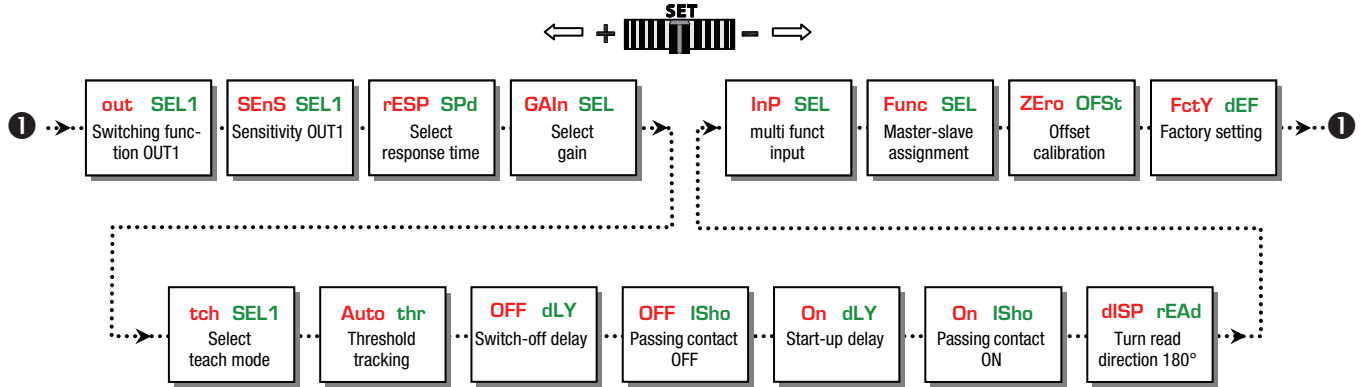 SET
+ −
❶
out SEL1
Switching func-
tion OUT1
SEnS SEL1
Sensitivity OUT1
rESP SPd
Select
response time
GAIn SEL
Select
gain
InP SEL
multi funct
input
Func SEL
Master-slave
assignment
ZEro OFSt
Offset
calibration
FctY dEF
Factory setting
❶
tch SEL1
Select
teach mode
Auto thr
Threshold
tracking
OFF dLY
Switch-off delay
OFF ISho
Passing contact
OFF
On dLY
Start-up delay
On ISho
Passing contact
ON
dISP rEAd
Turn read
direction 180°